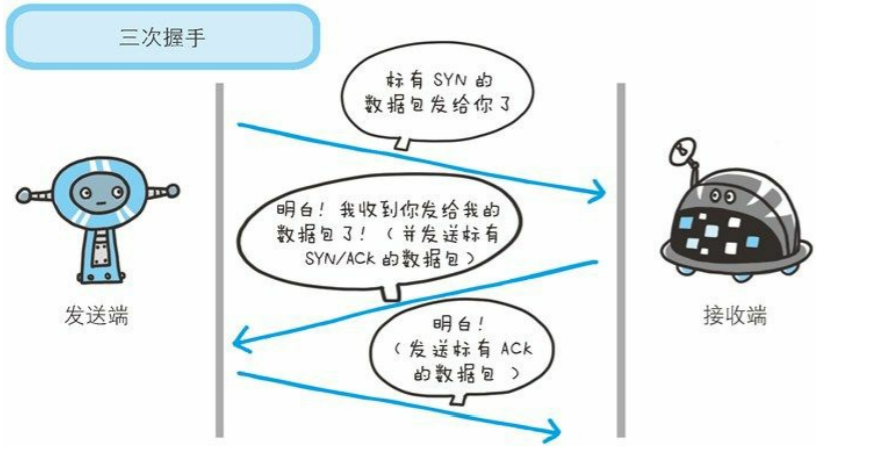 三次握手
标有 SYN 的
数据包发给你了
明白！我收到你发给我的
数据包了！（并发送标有
SYN/ACK 的数据包）
发送端
接收端
明白！
（发送标有 ACK
的数据包）